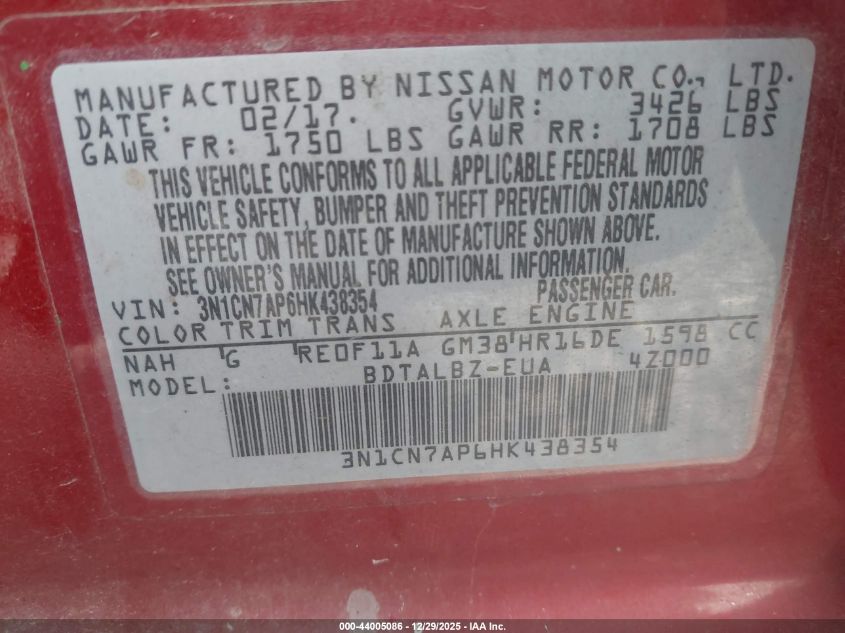 MANUFACTURED BY NISSAN MOTOR CO., LTD.
DATE: 02/17. GVWR: 3426 LBS
GAWR FR: 1750 LBS GAWR RR: 1708 LBS
THIS VEHICLE CONFORMS TO ALL APPLICABLE FEDERAL MOTOR
VEHICLE SAFETY, BUMPER AND THEFT PREVENTION STANDARDS
IN EFFECT ON THE DATE OF MANUFACTURE SHOWN ABOVE.
SEE OWNER'S MANUAL FOR ADDITIONAL INFORMATION.
VIN: 3N1CN7AP6HK438354 PASSENGER CAR.
COLOR TRIM TRANS AXLE ENGINE
NAH G RE0F11A GM38 HR16DE 1598 CC
MODEL: BDTALBZ-EUA 4Z000
3N1CN7AP6HK438354
000-44005086 - 12/29/2025 - IAA Inc.